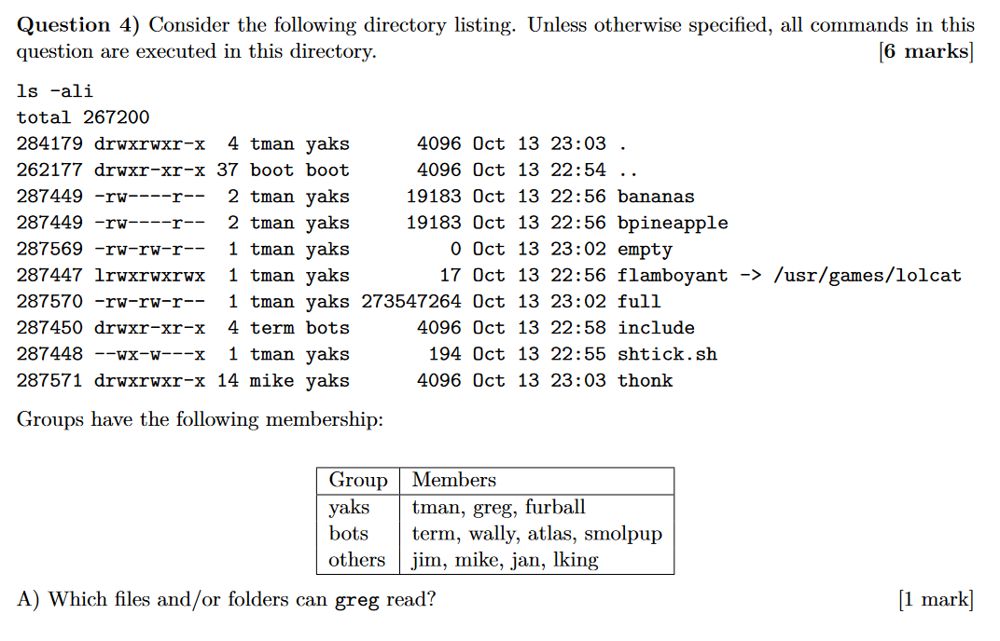 Question 4) Consider the following directory listing. Unless otherwise specified, all commands in this
question are executed in this directory. [6 marks]
ls -ali
total 267200
284179 drwxrwxr-x  4 tman yaks      4096 Oct 13 23:03 .
262177 drwxr-xr-x 37 boot boot      4096 Oct 13 22:54 ..
287449 -rw----r--  2 tman yaks     19183 Oct 13 22:56 bananas
287449 -rw----r--  2 tman yaks     19183 Oct 13 22:56 bpineapple
287569 -rw-rw-r--  1 tman yaks         0 Oct 13 23:02 empty
287447 lrwxrwxrwx  1 tman yaks        17 Oct 13 22:56 flamboyant -> /usr/games/lolcat
287570 -rw-rw-r--  1 tman yaks 273547264 Oct 13 23:02 full
287450 drwxr-xr-x  4 term bots      4096 Oct 13 22:58 include
287448 --wx-w---x  1 tman yaks       194 Oct 13 22:55 shtick.sh
287571 drwxrwxr-x 14 mike yaks      4096 Oct 13 23:03 thonk
Groups have the following membership:
Group Members
yaks tman, greg, furball
bots term, wally, atlas, smolpup
others jim, mike, jan, lking
A) Which files and/or folders can greg read? [1 mark]